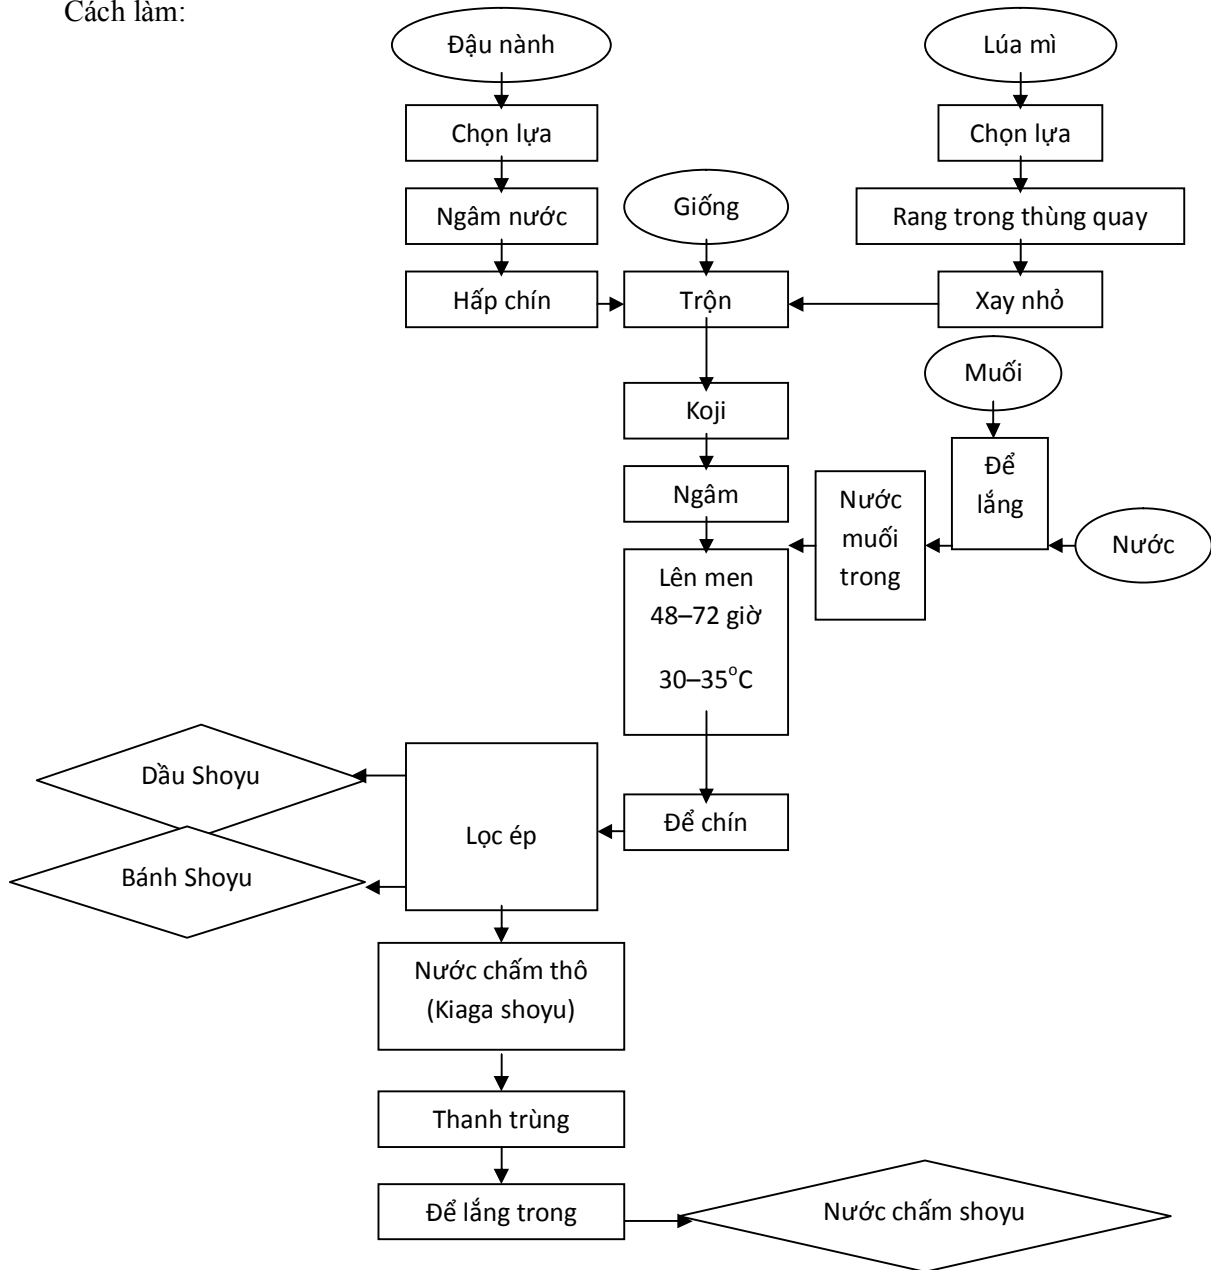 Cách làm:
Đậu nành
Lúa mì
Chọn lựa
Chọn lựa
Ngâm nước
Giống
Rang trong thùng quay
Hấp chín
Trộn
Xay nhỏ
Muối
Koji
Để
lắng
Ngâm
Nước
muối
trong
Nước
Lên men
48–72 giờ
30–35°C
Dầu Shoyu
Để chín
Lọc ép
Bánh Shoyu
Nước chấm thô
(Kiaga shoyu)
Thanh trùng
Để lắng trong
Nước chấm shoyu